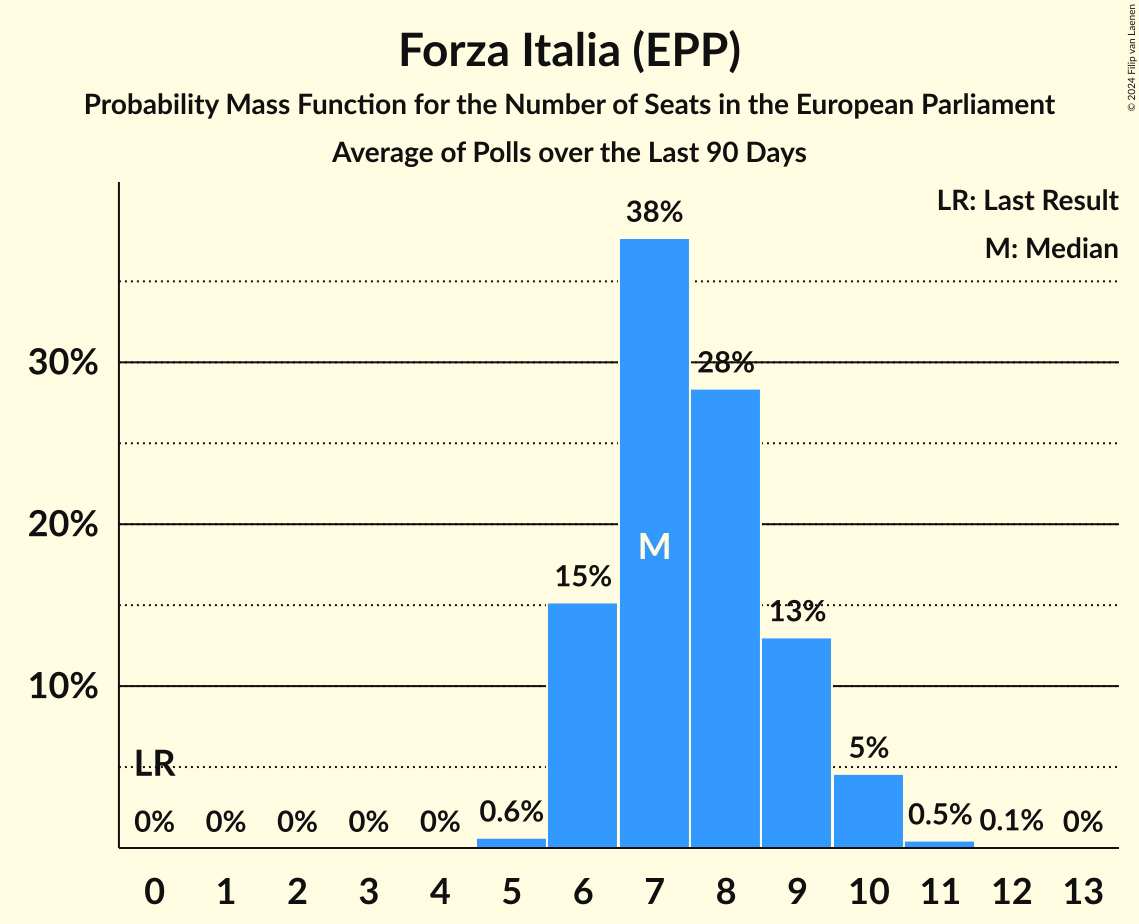 Forza Italia (EPP)
Probability Mass Function for the Number of Seats in the European Parliament
Average of Polls over the Last 90 Days
© 2024 Filip van Laenen
LR: Last Result
M: Median
38%
30%
28%
20%
M
15%
13%
10%
LR
5%
0% 0% 0% 0% 0% 0.6% 0.5% 0.1% 0%
0 1 2 3 4 5 6 7 8 9 10 11 12 13